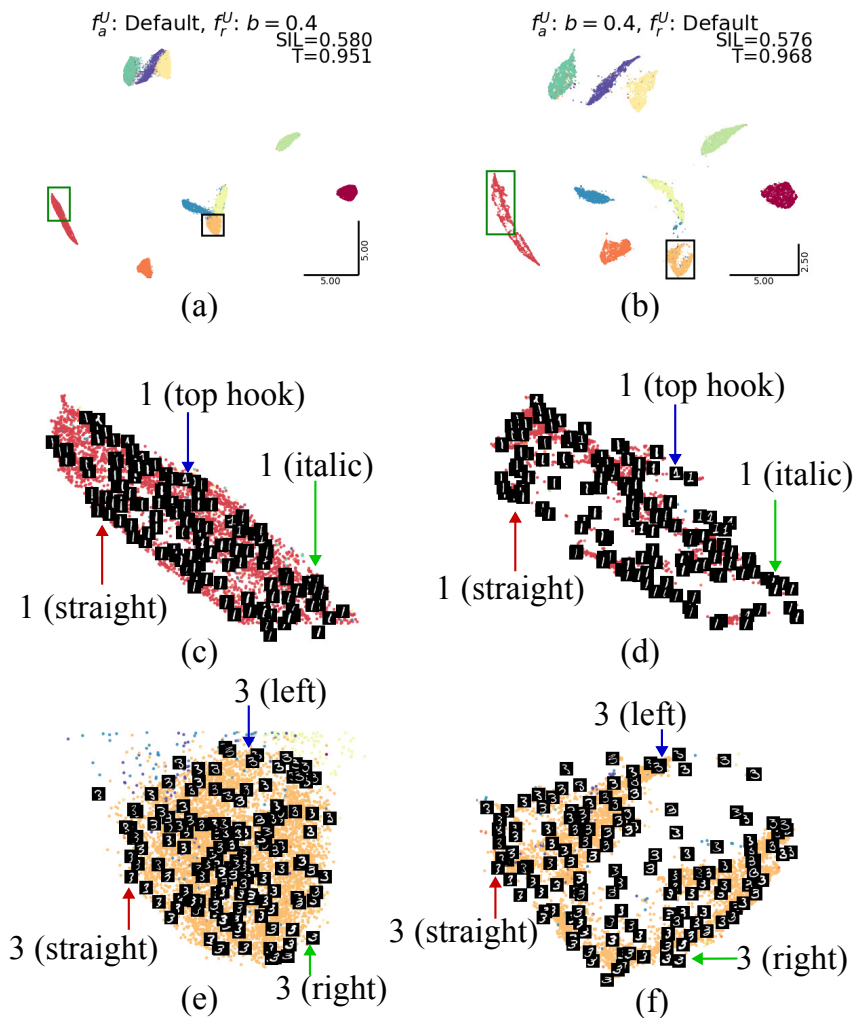 f_a^U: Default, f_r^U: b = 0.4
SIL=0.580
T=0.951
5.00
5.00
(a)
f_a^U: b = 0.4, f_r^U: Default
SIL=0.576
T=0.968
2.50
5.00
(b)
1 (top hook)
1 (italic)
1 (straight)
(c)
1 (top hook)
1 (italic)
1 (straight)
(d)
3 (left)
3 (straight)
3 (right)
(e)
3 (left)
3 (straight)
3 (right)
(f)